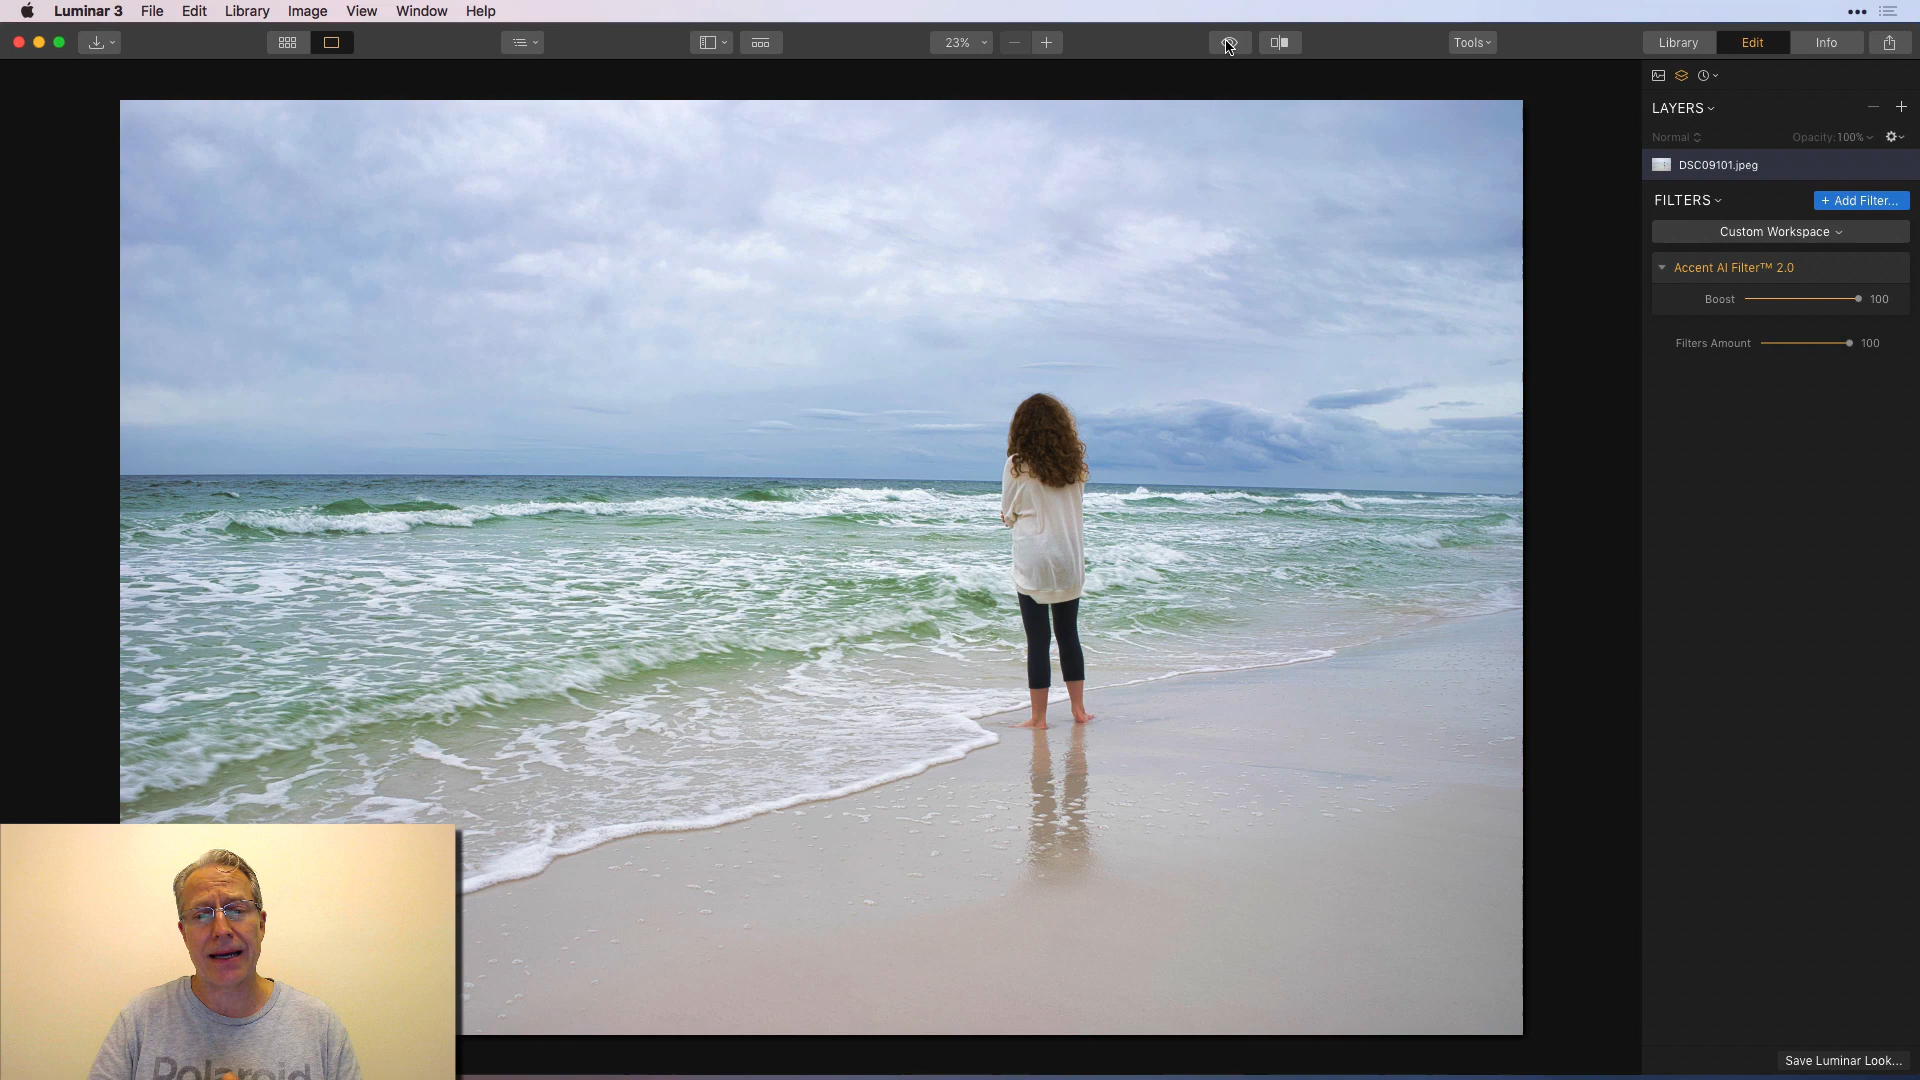 Luminar 3 File Edit Library Image View Window Help
23% Tools Library Edit Info
LAYERS
Normal Opacity: 100%
DSC09101.jpeg
FILTERS + Add Filter...
Custom Workspace
Accent AI Filter™ 2.0
Boost 100
Filters Amount 100
Polaroid
Save Luminar Look...